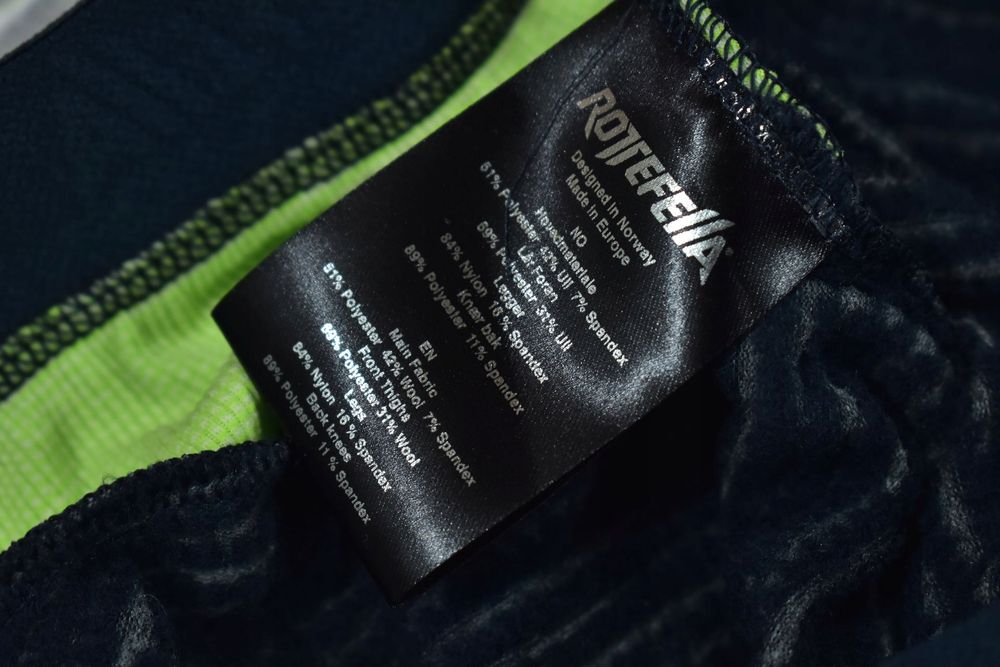 ROTTEFELLA®
Designed in Norway
Made in Europe
NO
Hovedmateriale
51% Polyester 42% Ull 7% Spandex
Lår Foran
69% Polyester 31% Ull
Legger
84% Nylon 16 % Spandex
Knær bak
89% Polyester 11% Spandex
EN
Main Fabric
51% Polyester 42% Wool 7% Spandex
Front Thighs
69% Polyester 31% Wool
Legs
84% Nylon 16 % Spandex
Back knees
89% Polyester 11 % Spandex